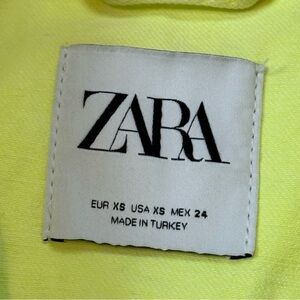 ZARA
EUR XS USA XS MEX 24
MADE IN TURKEY